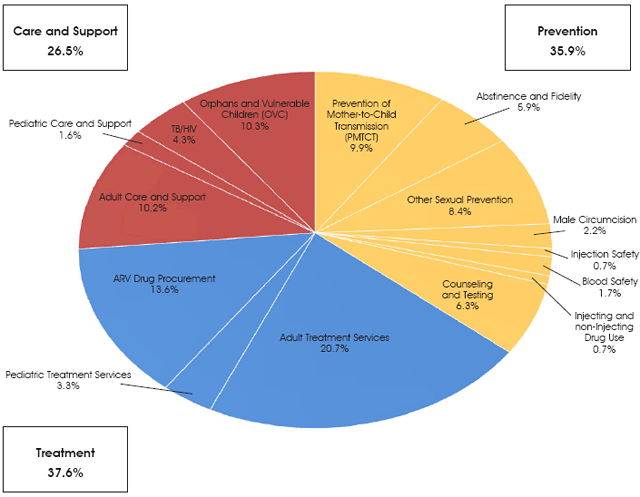 Care and Support
26.5%
Prevention
35.9%
Orphans and Vulnerable
Children (OVC)
10.3%
Prevention of
Mother-to-Child
Transmission
(PMTCT)
9.9%
Abstinence and Fidelity
5.9%
Pediatric Care and Support
1.6%
TB/HIV
4.3%
Adult Care and Support
10.2%
Other Sexual Prevention
8.4%
Male Circumcision
2.2%
Injection Safety
0.7%
Blood Safety
1.7%
Counseling
and Testing
6.3%
Injecting and
non-Injecting
Drug Use
0.7%
ARV Drug Procurement
13.6%
Adult Treatment Services
20.7%
Pediatric Treatment Services
3.3%
Treatment
37.6%